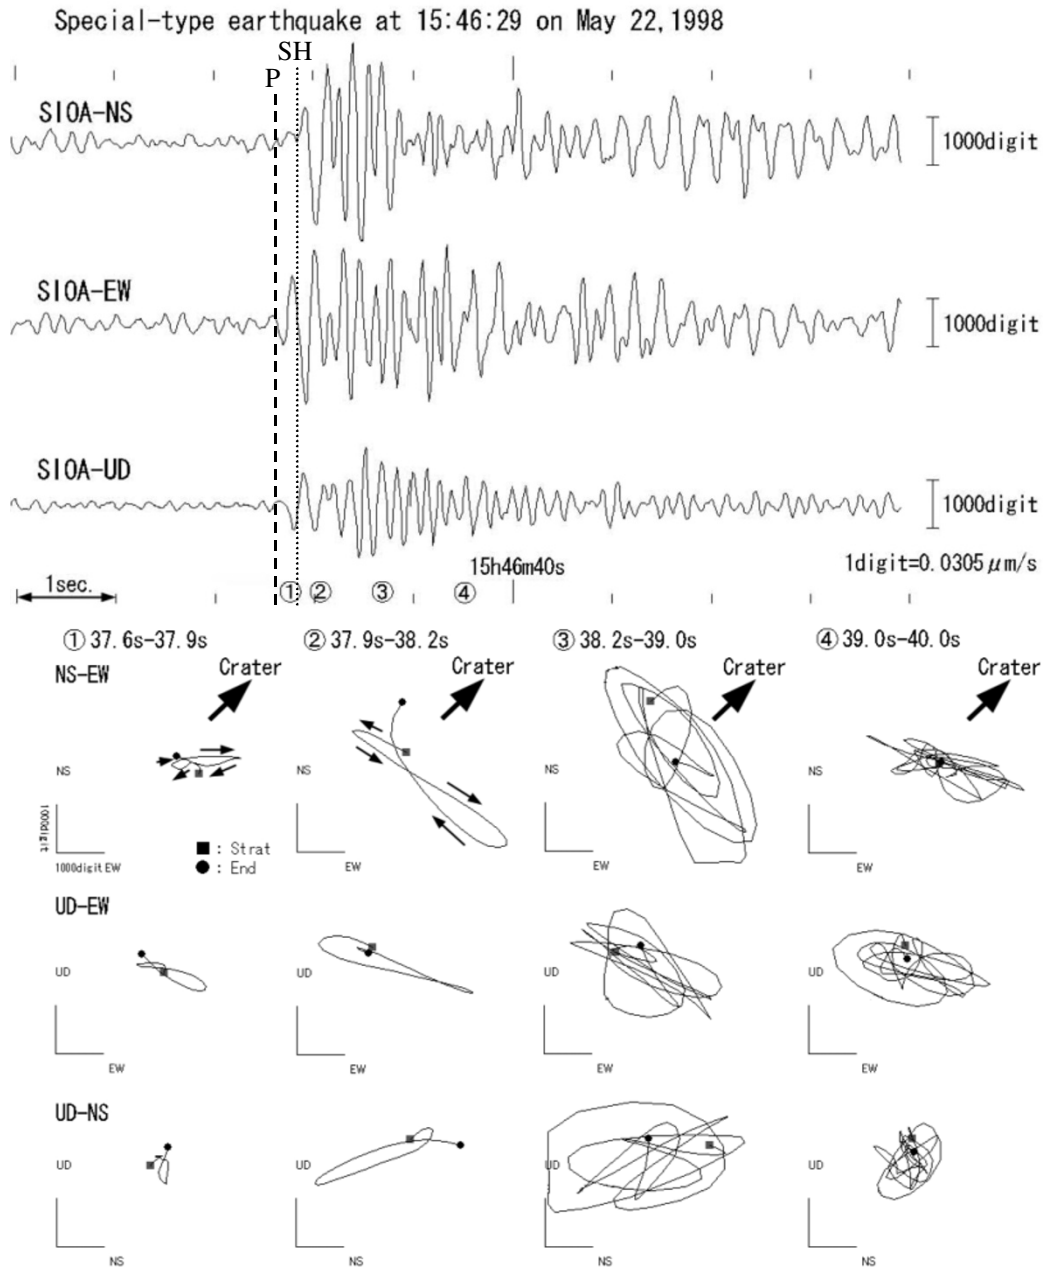 Special-type earthquake at 15:46:29 on May 22,1998
SH
P
SIOA-NS
1000digit
SIOA-EW
1000digit
SIOA-UD
1000digit
15h46m40s
1digit=0.0305μm/s
1sec.
① ② ③ ④
① 37.6s-37.9s ② 37.9s-38.2s ③ 38.2s-39.0s ④ 39.0s-40.0s
NS-EW Crater Crater Crater Crater
NS NS NS NS
1000digit
■ : Strat
● : End
1000digit EW EW EW EW
UD-EW
UD UD UD UD
EW EW EW EW
UD-NS
UD UD UD UD
NS NS NS NS